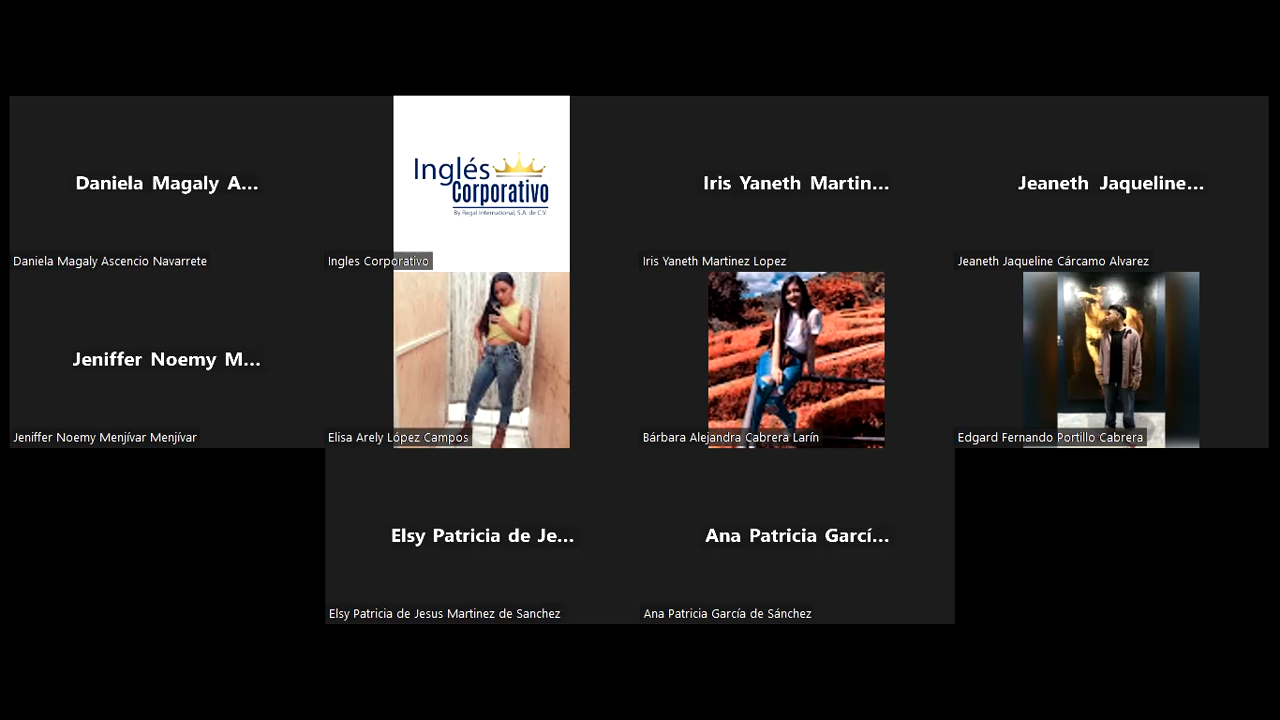 Daniela Magaly A...
Inglés
Corporativo
By Regal International, S.A. de C.V.
Iris Yaneth Martin...
Jeaneth Jaqueline...
Daniela Magaly Ascencio Navarrete
Ingles Corporativo
Iris Yaneth Martinez Lopez
Jeaneth Jaqueline Cárcamo Alvarez
Jeniffer Noemy M...
Jeniffer Noemy Menjívar Menjívar
Elisa Arely López Campos
Bárbara Alejandra Cabrera Larín
Edgard Fernando Portillo Cabrera
Elsy Patricia de Je...
Ana Patricia Garcí...
Elsy Patricia de Jesus Martinez de Sanchez
Ana Patricia García de Sánchez